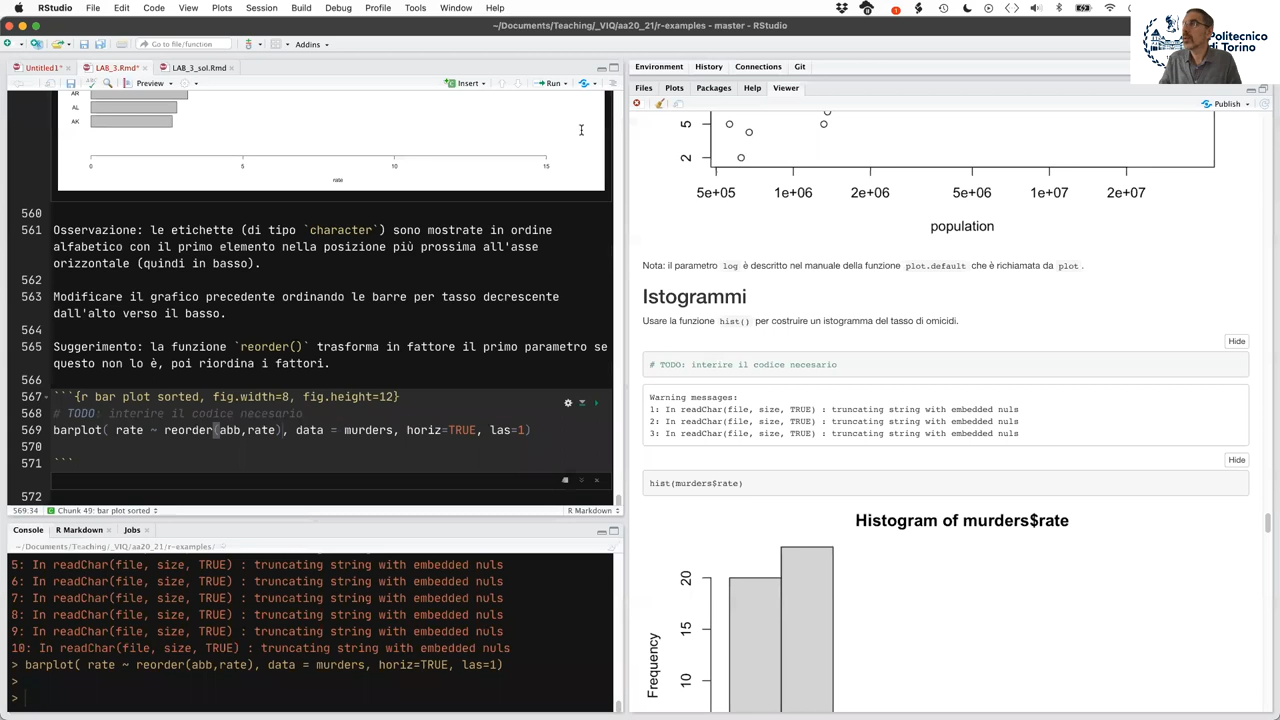 RStudio File Edit Code View Plots Session Build Debug Profile Tools Window Help
~/Documents/Teaching/_VIQ/aa20_21/r-examples - master - RStudio
Politecnico
di Torino
Go to file/function Addins
Untitled1* LAB_3.Rmd* LAB_3_sol.Rmd
Preview Insert Run
AR
AL
AK
0 5 10 15
rate
560
561 Osservazione: le etichette (di tipo `character`) sono mostrate in ordine
alfabetico con il primo elemento nella posizione più prossima all'asse
orizzontale (quindi in basso).
562
563 Modificare il grafico precedente ordinando le barre per tasso decrescente
dall'alto verso il basso.
564
565 Suggerimento: la funzione `reorder()` trasforma in fattore il primo parametro se
questo non lo è, poi riordina i fattori.
566
567 ```{r bar plot sorted, fig.width=8, fig.height=12}
568 # TODO: interire il codice necesario
569 barplot( rate ~ reorder(abb,rate), data = murders, horiz=TRUE, las=1)
570
571 ```
572
569:34 Chunk 49: bar plot sorted R Markdown
Console R Markdown Jobs
~/Documents/Teaching/_VIQ/aa20_21/r-examples/
5: In readChar(file, size, TRUE) : truncating string with embedded nuls
6: In readChar(file, size, TRUE) : truncating string with embedded nuls
7: In readChar(file, size, TRUE) : truncating string with embedded nuls
8: In readChar(file, size, TRUE) : truncating string with embedded nuls
9: In readChar(file, size, TRUE) : truncating string with embedded nuls
10: In readChar(file, size, TRUE) : truncating string with embedded nuls
> barplot( rate ~ reorder(abb,rate), data = murders, horiz=TRUE, las=1)
>
>
Environment History Connections Git
Files Plots Packages Help Viewer
Publish
5
2
5e+05 1e+06 2e+06 5e+06 1e+07 2e+07
population
Nota: il parametro log è descritto nel manuale della funzione plot.default che è richiamata da plot .
Istogrammi
Usare la funzione hist() per costruire un istogramma del tasso di omicidi.
Hide
# TODO: interire il codice necesario
Warning messages:
1: In readChar(file, size, TRUE) : truncating string with embedded nuls
2: In readChar(file, size, TRUE) : truncating string with embedded nuls
3: In readChar(file, size, TRUE) : truncating string with embedded nuls
Hide
hist(murders$rate)
Histogram of murders$rate
20
15
10
Frequency